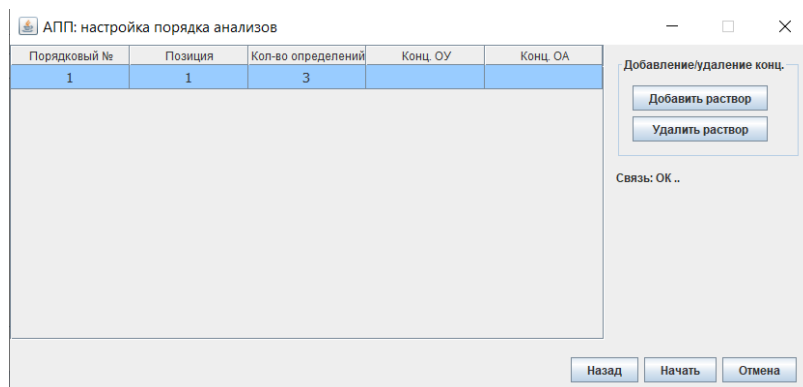 АПП: настройка порядка анализов
Порядковый № Позиция Кол-во определений Конц. ОУ Конц. ОА
1 1 3
Добавление/удаление конц.
Добавить раствор
Удалить раствор
Связь: ОК ..
Назад Начать Отмена